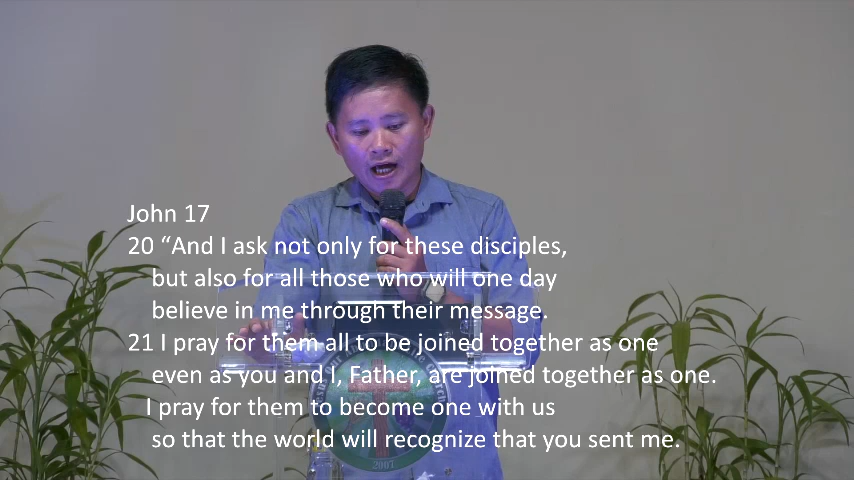 John 17
20 “And I ask not only for these disciples,
but also for all those who will one day
believe in me through their message.
21 I pray for them all to be joined together as one
even as you and I, Father, are joined together as one.
I pray for them to become one with us
so that the world will recognize that you sent me.
2007